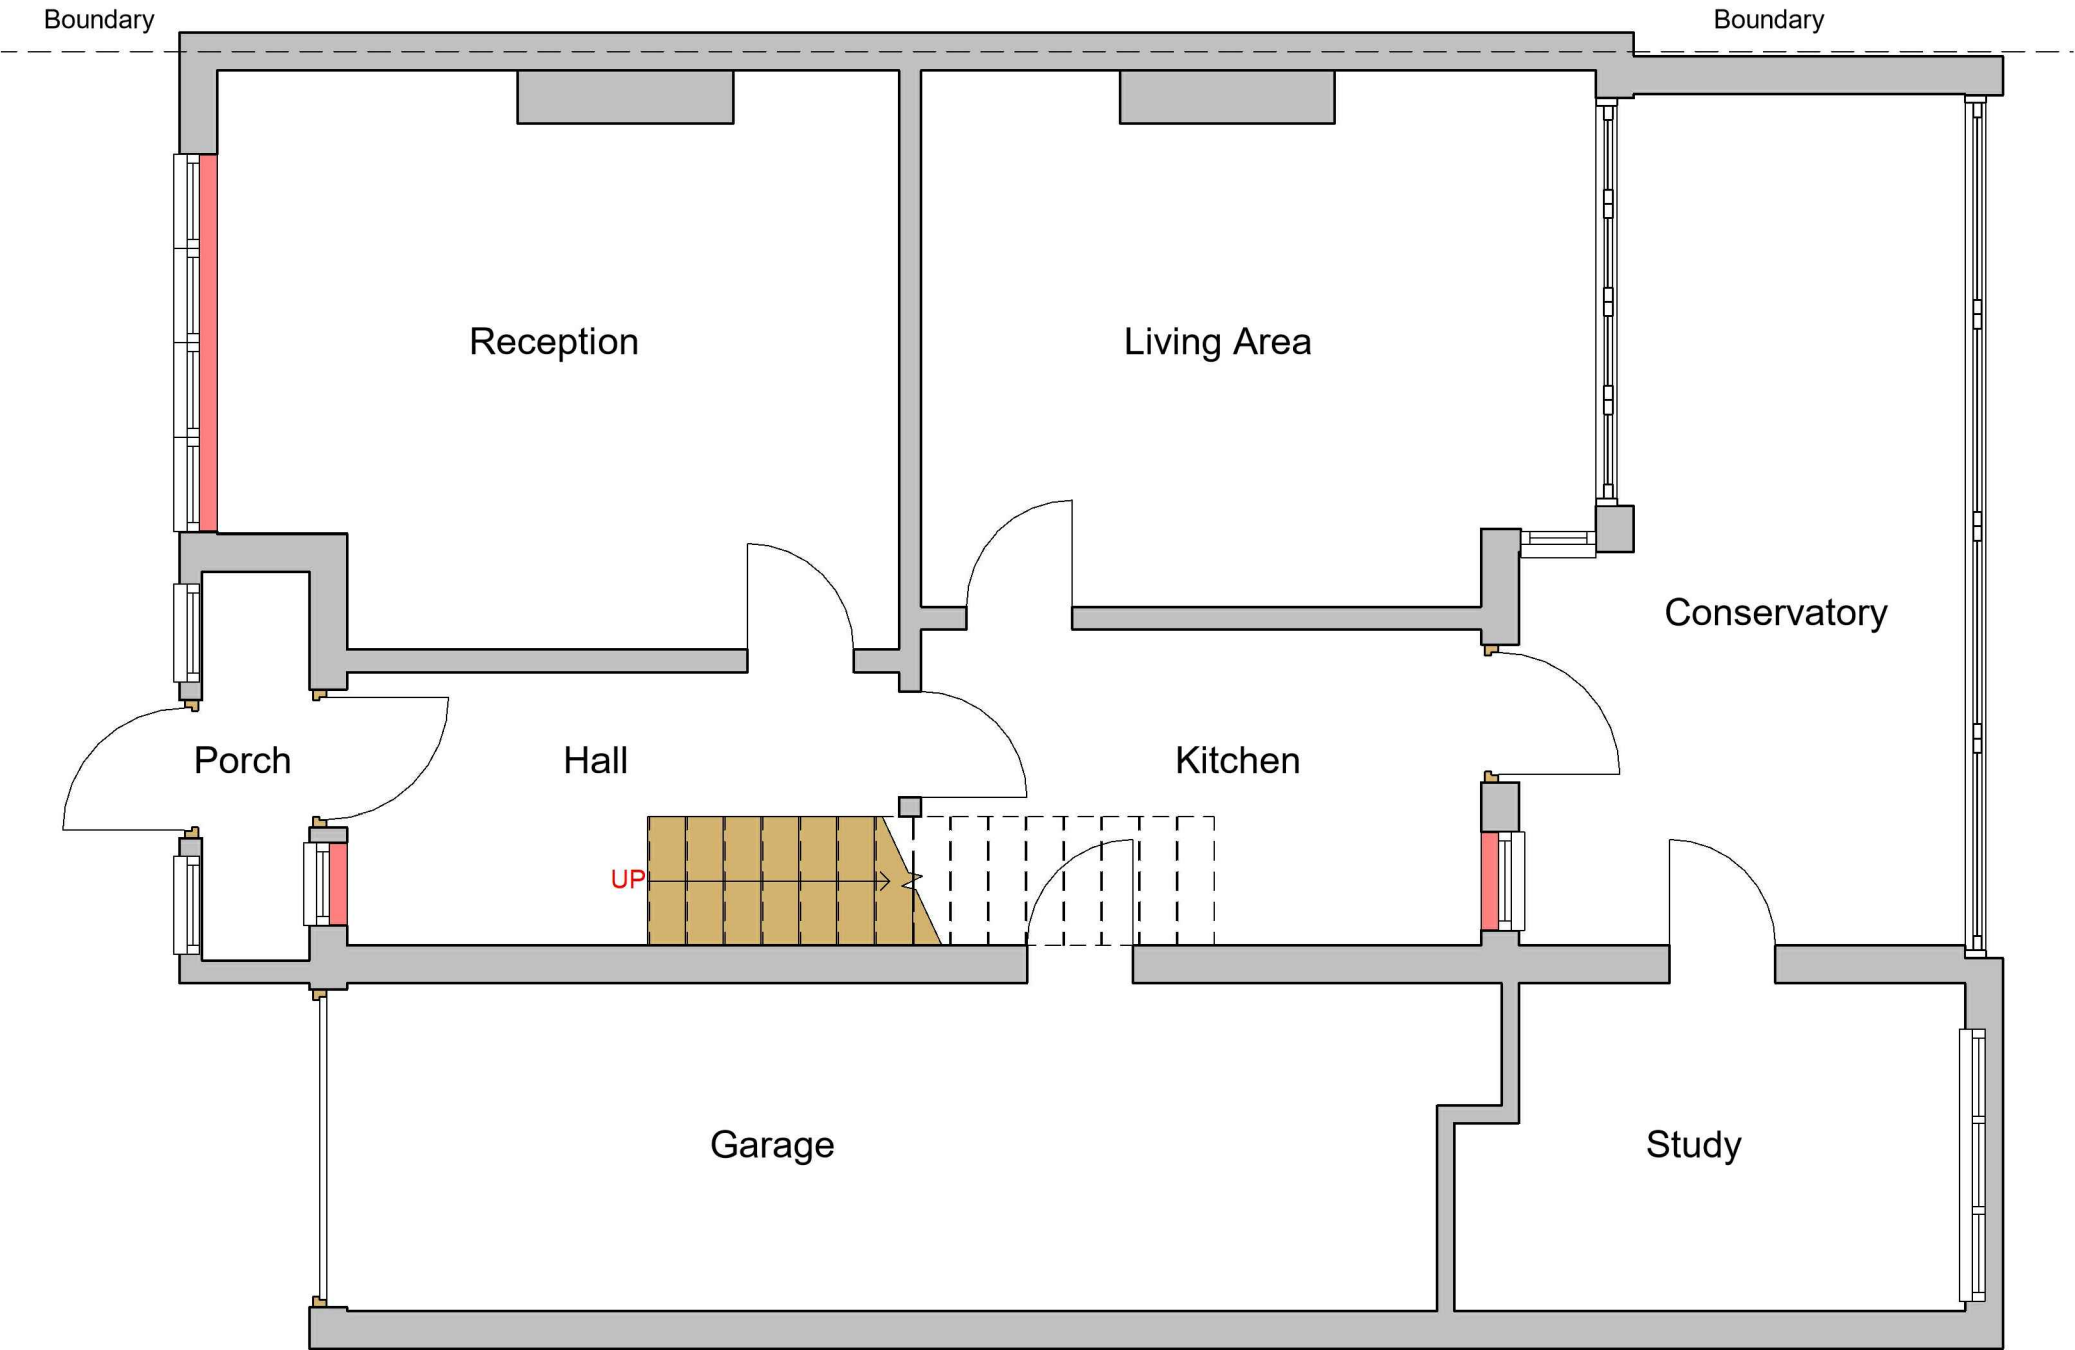 Boundary
Boundary
Reception
Living Area
Conservatory
Porch
Hall
Kitchen
UP
Garage
Study